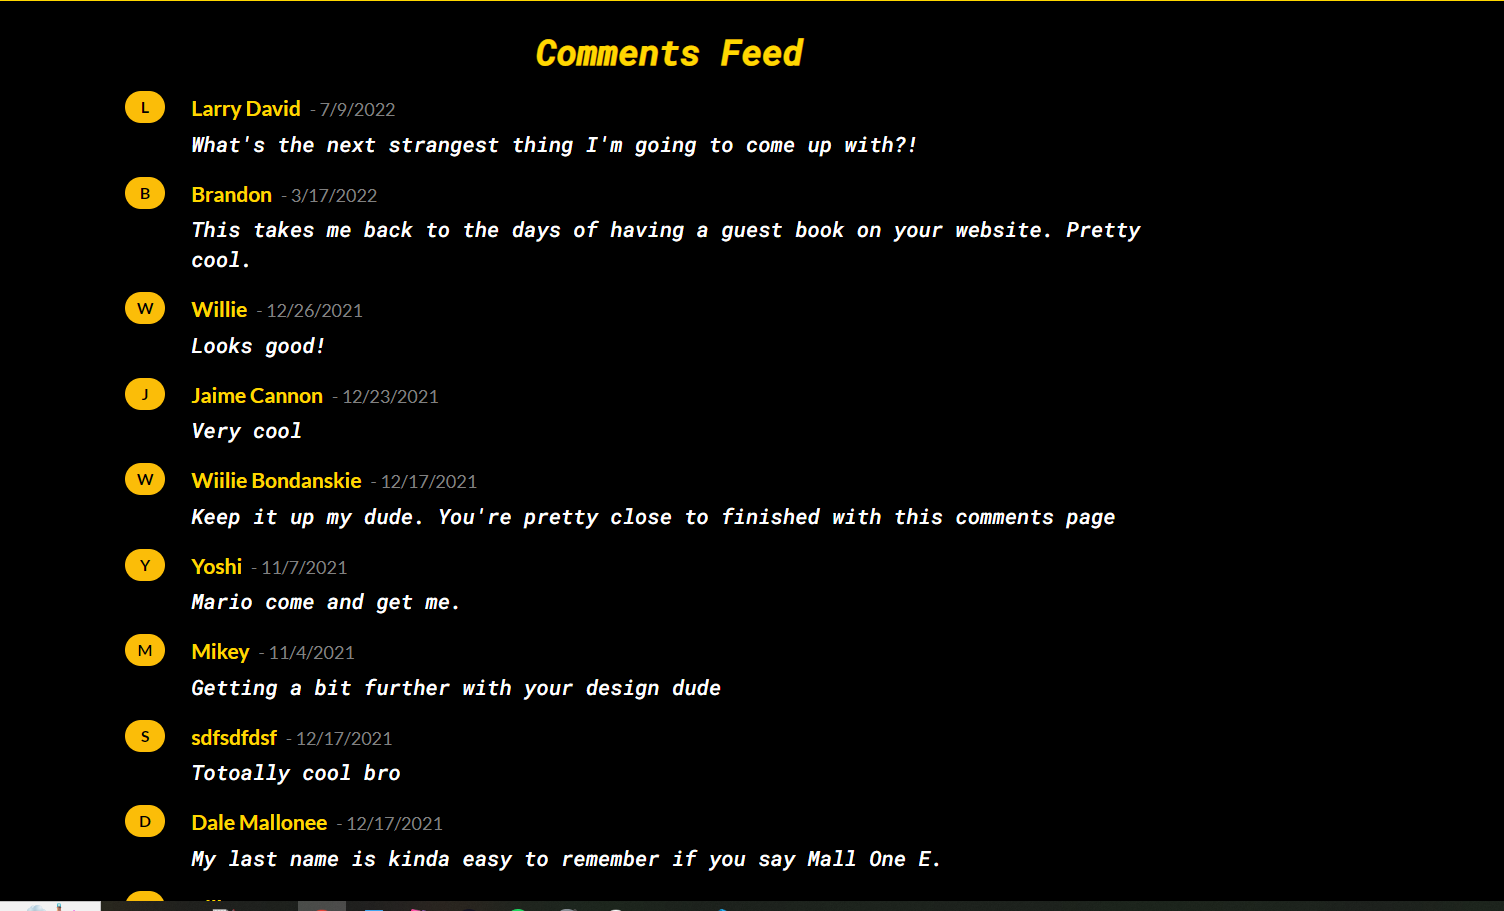 Comments Feed
L
Larry David - 7/9/2022
What's the next strangest thing I'm going to come up with?!
B
Brandon - 3/17/2022
This takes me back to the days of having a guest book on your website. Pretty
cool.
W
Willie - 12/26/2021
Looks good!
J
Jaime Cannon - 12/23/2021
Very cool
W
Wiilie Bondanskie - 12/17/2021
Keep it up my dude. You're pretty close to finished with this comments page
Y
Yoshi - 11/7/2021
Mario come and get me.
M
Mikey - 11/4/2021
Getting a bit further with your design dude
S
sdfsdfdsf - 12/17/2021
Totoally cool bro
D
Dale Mallonee - 12/17/2021
My last name is kinda easy to remember if you say Mall One E.